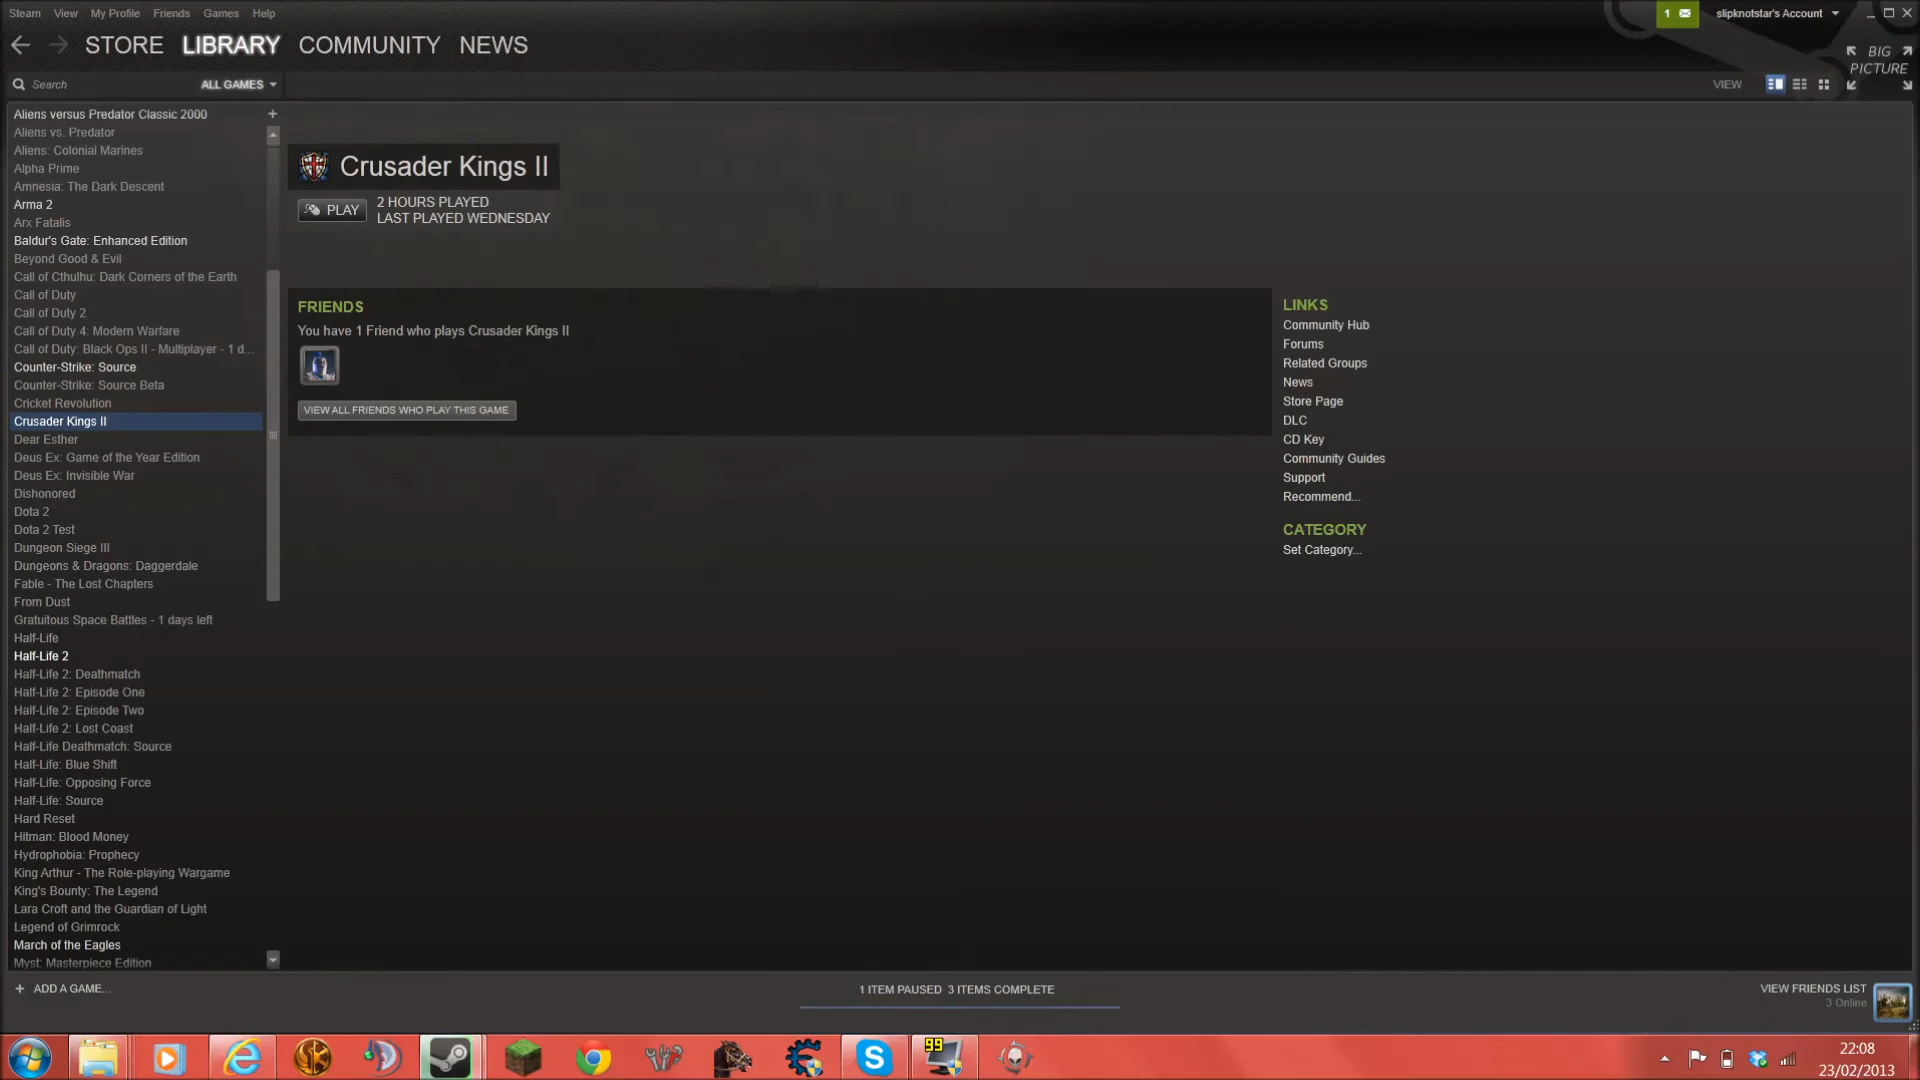 Steam View My Profile Friends Games Help
1 slipknotstar's Account
STORE LIBRARY COMMUNITY NEWS
BIG PICTURE
Search ALL GAMES
VIEW
Aliens versus Predator Classic 2000
Aliens vs. Predator
Aliens: Colonial Marines
Alpha Prime
Amnesia: The Dark Descent
Arma 2
Arx Fatalis
Baldur's Gate: Enhanced Edition
Beyond Good & Evil
Call of Cthulhu: Dark Corners of the Earth
Call of Duty
Call of Duty 2
Call of Duty 4: Modern Warfare
Call of Duty: Black Ops II - Multiplayer - 1 d...
Counter-Strike: Source
Counter-Strike: Source Beta
Cricket Revolution
Crusader Kings II
Dear Esther
Deus Ex: Game of the Year Edition
Deus Ex: Invisible War
Dishonored
Dota 2
Dota 2 Test
Dungeon Siege III
Dungeons & Dragons: Daggerdale
Fable - The Lost Chapters
From Dust
Gratuitous Space Battles - 1 days left
Half-Life
Half-Life 2
Half-Life 2: Deathmatch
Half-Life 2: Episode One
Half-Life 2: Episode Two
Half-Life 2: Lost Coast
Half-Life Deathmatch: Source
Half-Life: Blue Shift
Half-Life: Opposing Force
Half-Life: Source
Hard Reset
Hitman: Blood Money
Hydrophobia: Prophecy
King Arthur - The Role-playing Wargame
King's Bounty: The Legend
Lara Croft and the Guardian of Light
Legend of Grimrock
March of the Eagles
Myst: Masterpiece Edition
Crusader Kings II
PLAY
2 HOURS PLAYED
LAST PLAYED WEDNESDAY
FRIENDS
You have 1 Friend who plays Crusader Kings II
VIEW ALL FRIENDS WHO PLAY THIS GAME
LINKS
Community Hub
Forums
Related Groups
News
Store Page
DLC
CD Key
Community Guides
Support
Recommend...
CATEGORY
Set Category...
+ ADD A GAME...
1 ITEM PAUSED 3 ITEMS COMPLETE
VIEW FRIENDS LIST
3 Online
99
22:08
23/02/2013